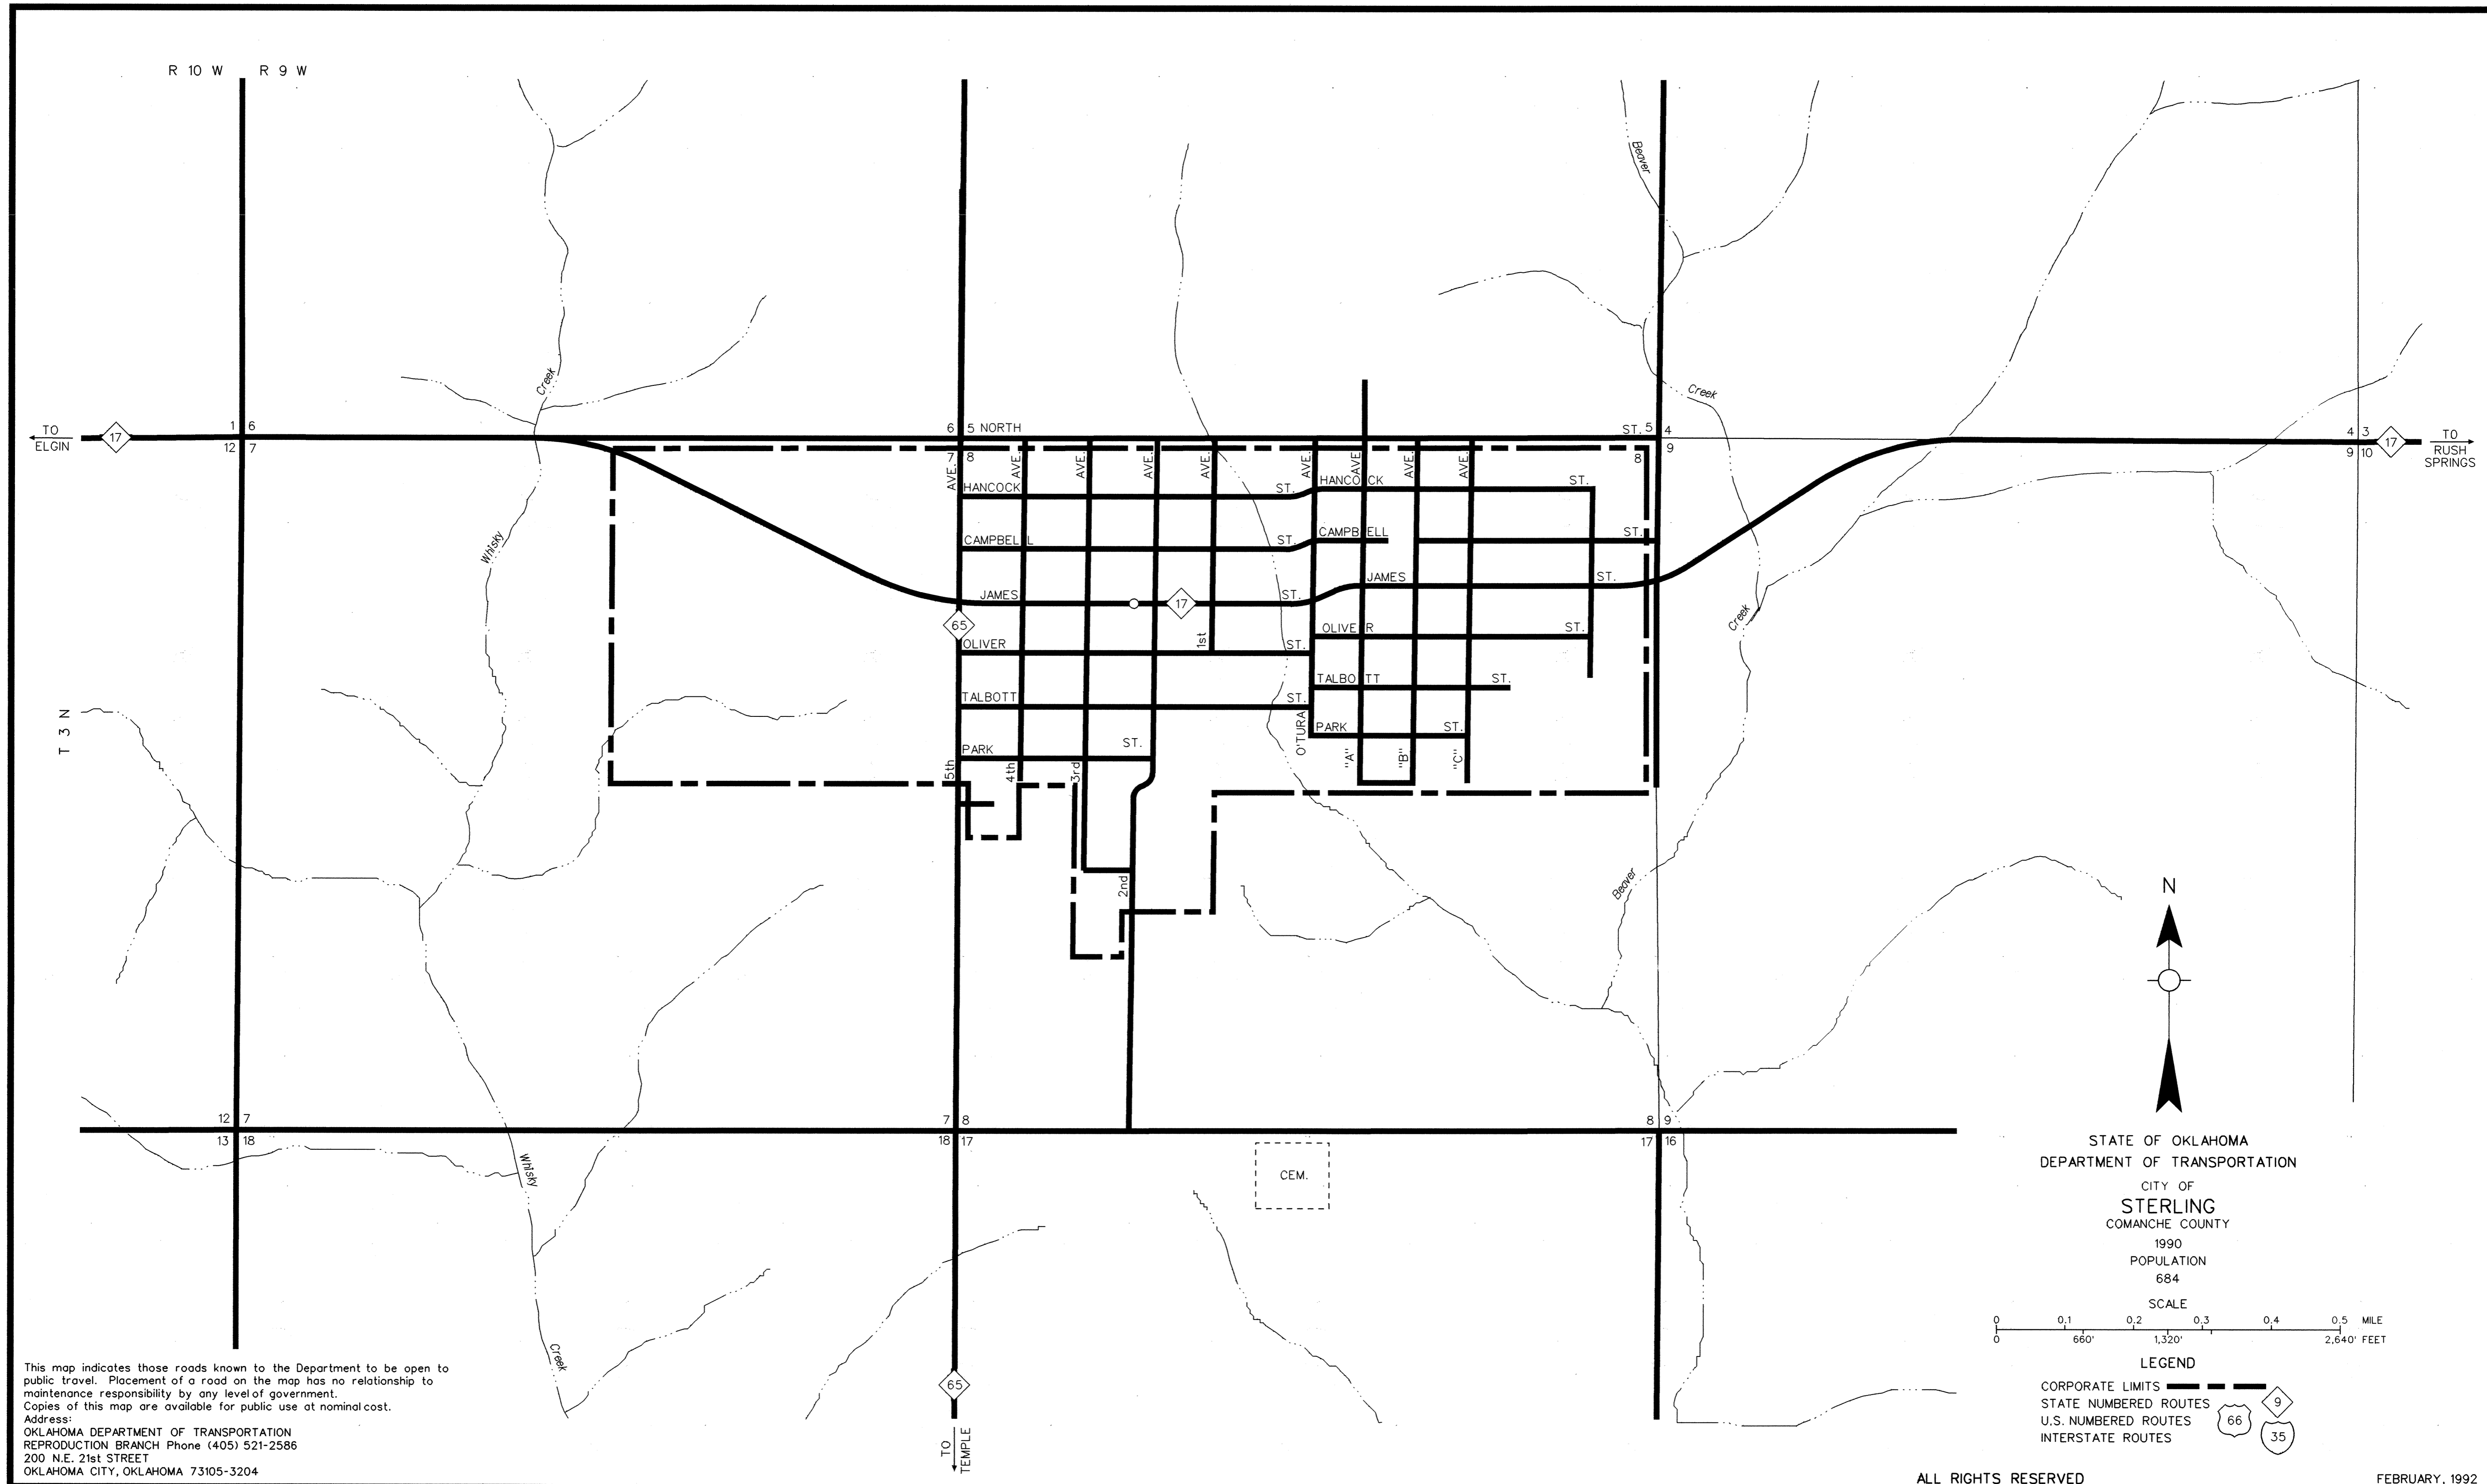 R 10 W R 9 W
Beaver
Creek
Creek
TO
ELGIN
17
1 6
12 7
6 5 NORTH
7 8
ST. 5 4
8 9
4 3
9 10
17
TO
RUSH
SPRINGS
AVE. AVE. AVE. AVE. AVE. AVE. AVE. AVE. AVE.
HANCOCK ST. HANCOCK ST.
CAMPBELL ST. CAMPBELL ST.
Whisky
JAMES 17 ST. JAMES ST.
65
OLIVER 1st ST. OLIVER ST.
Creek
TALBOTT ST. TALBOTT ST.
T 3 N
PARK ST. O'TURA PARK ST.
5th 4th 3rd "A" "B" "C"
2nd
Beaver
N
12 7
13 18
7 8
18 17
8 9
17 16
Whisky
CEM.
Creek
65
TO
TEMPLE
STATE OF OKLAHOMA
DEPARTMENT OF TRANSPORTATION
CITY OF
STERLING
COMANCHE COUNTY
1990
POPULATION
684
SCALE
0 0.1 0.2 0.3 0.4 0.5 MILE
0 660' 1,320' 2,640' FEET
LEGEND
CORPORATE LIMITS
STATE NUMBERED ROUTES 9
U.S. NUMBERED ROUTES 66
INTERSTATE ROUTES 35
This map indicates those roads known to the Department to be open to
public travel. Placement of a road on the map has no relationship to
maintenance responsibility by any level of government.
Copies of this map are available for public use at nominal cost.
Address:
OKLAHOMA DEPARTMENT OF TRANSPORTATION
REPRODUCTION BRANCH Phone (405) 521-2586
200 N.E. 21st STREET
OKLAHOMA CITY, OKLAHOMA 73105-3204
ALL RIGHTS RESERVED FEBRUARY, 1992